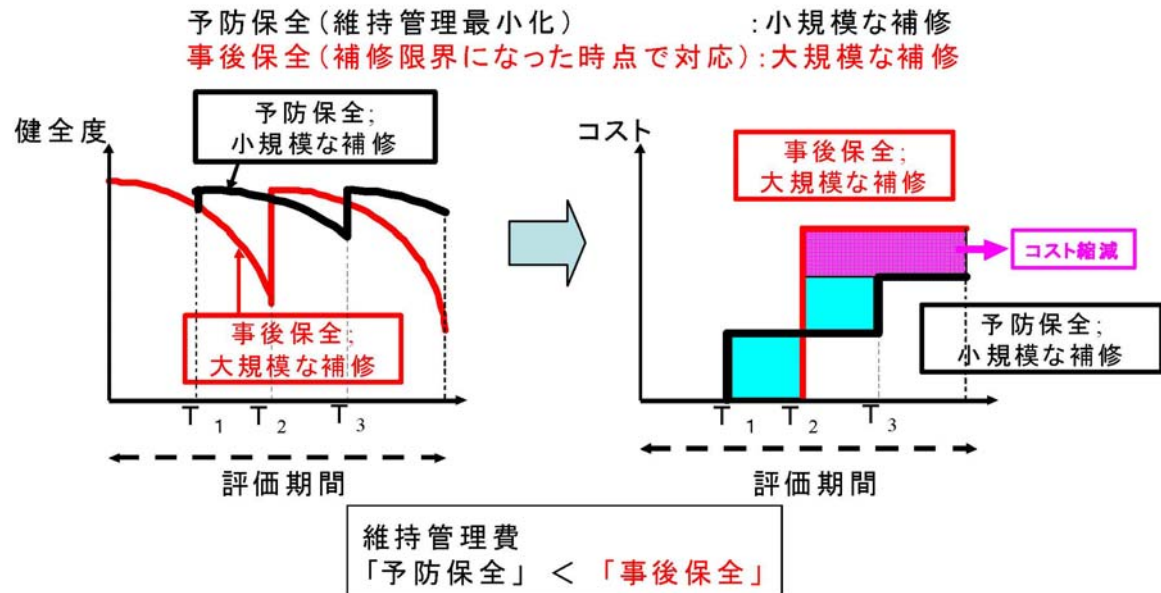 予防保全(維持管理最小化) :小規模な補修
事後保全(補修限界になった時点で対応):大規模な補修
健全度
予防保全;
小規模な補修
事後保全;
大規模な補修
T1 T2 T3
評価期間
コスト
事後保全;
大規模な補修
コスト縮減
予防保全;
小規模な補修
T1 T2 T3
評価期間
維持管理費
「予防保全」 < 「事後保全」